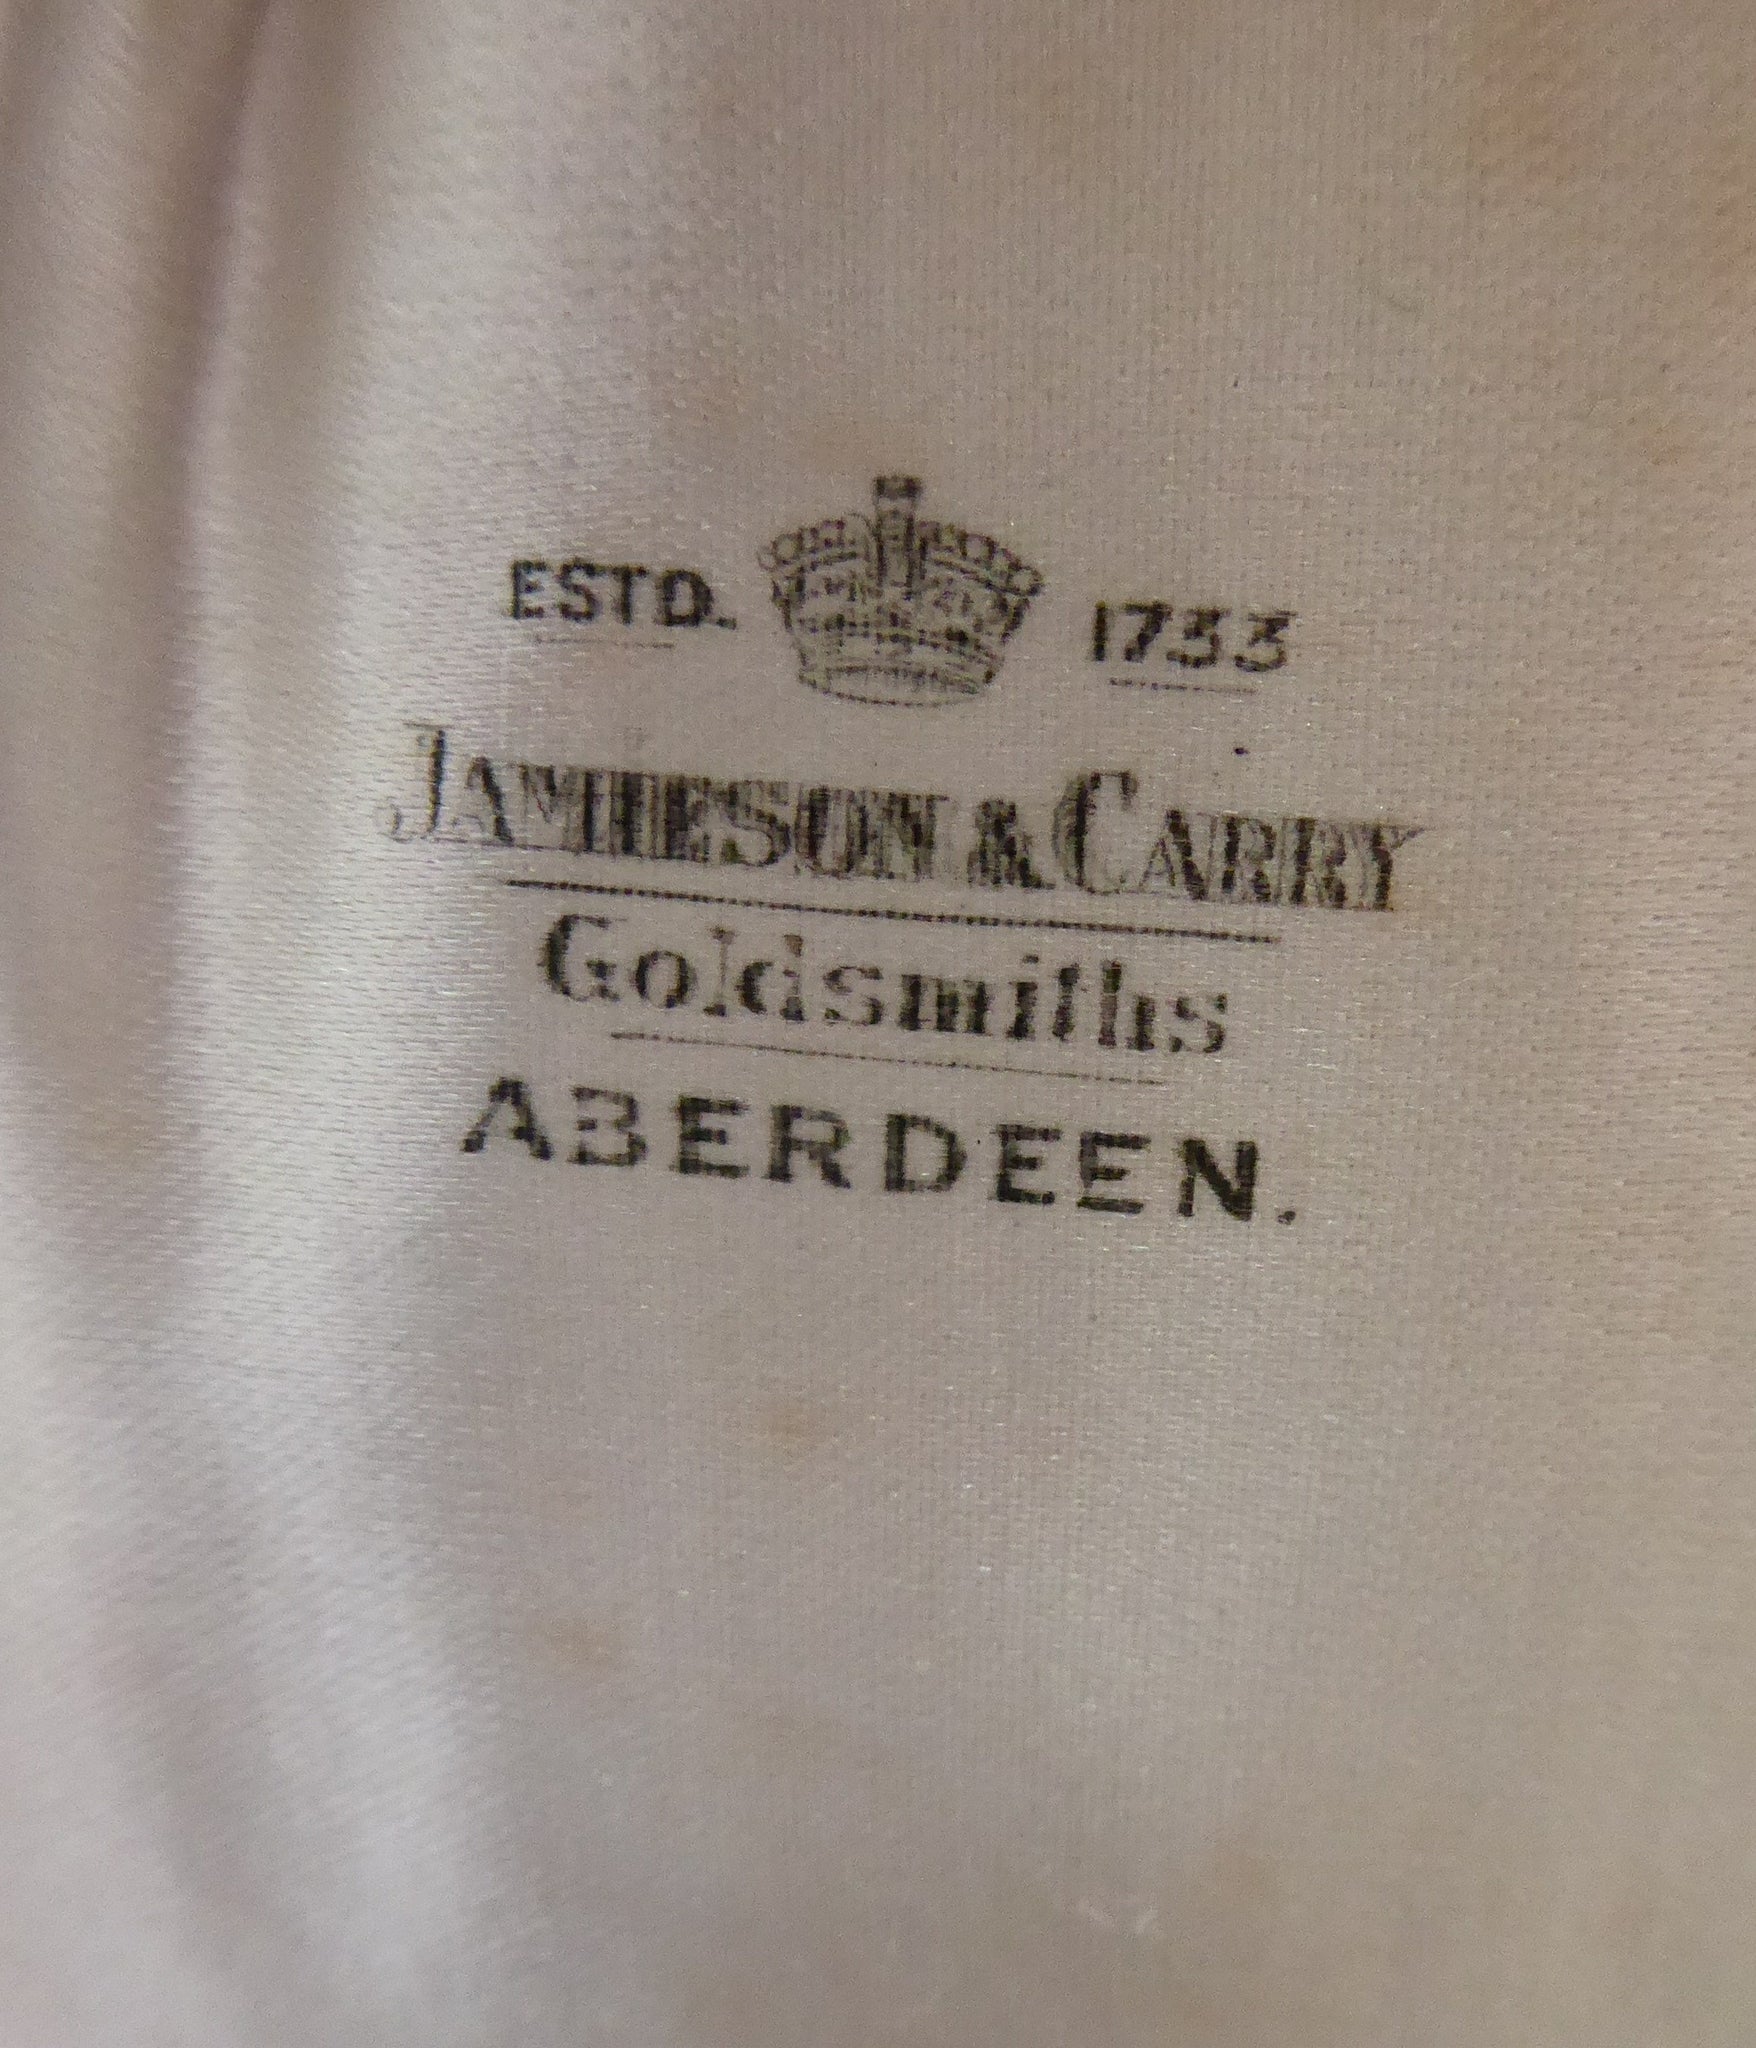 ESTD. 1733
JAMIESON & CARRY
Goldsmiths
ABERDEEN.